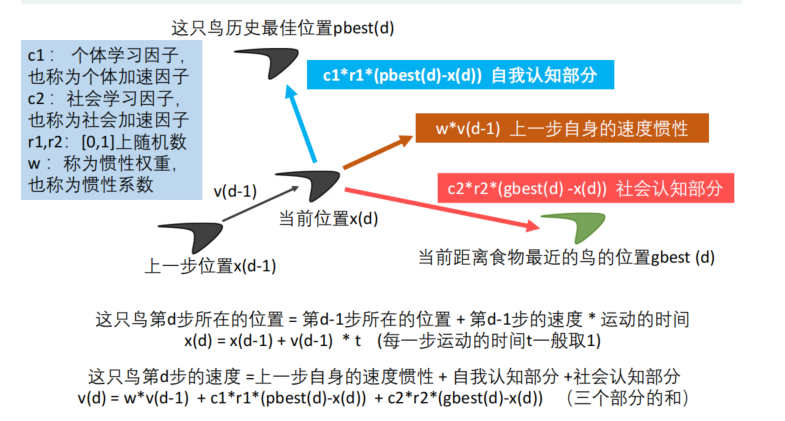 这只鸟历史最佳位置pbest(d)
c1： 个体学习因子，
也称为个体加速因子
c2：社会学习因子，
也称为社会加速因子
r1,r2：[0,1]上随机数
w ：称为惯性权重，
也称为惯性系数
c1*r1*(pbest(d)-x(d)) 自我认知部分
w*v(d-1) 上一步自身的速度惯性
c2*r2*(gbest(d) -x(d)) 社会认知部分
v(d-1)
当前位置x(d)
上一步位置x(d-1)
当前距离食物最近的鸟的位置gbest (d)
这只鸟第d步所在的位置 = 第d-1步所在的位置 + 第d-1步的速度 * 运动的时间
x(d) = x(d-1) + v(d-1) * t (每一步运动的时间t一般取1)
这只鸟第d步的速度 =上一步自身的速度惯性 + 自我认知部分 +社会认知部分
v(d) = w*v(d-1) + c1*r1*(pbest(d)-x(d)) + c2*r2*(gbest(d)-x(d)) （三个部分的和）